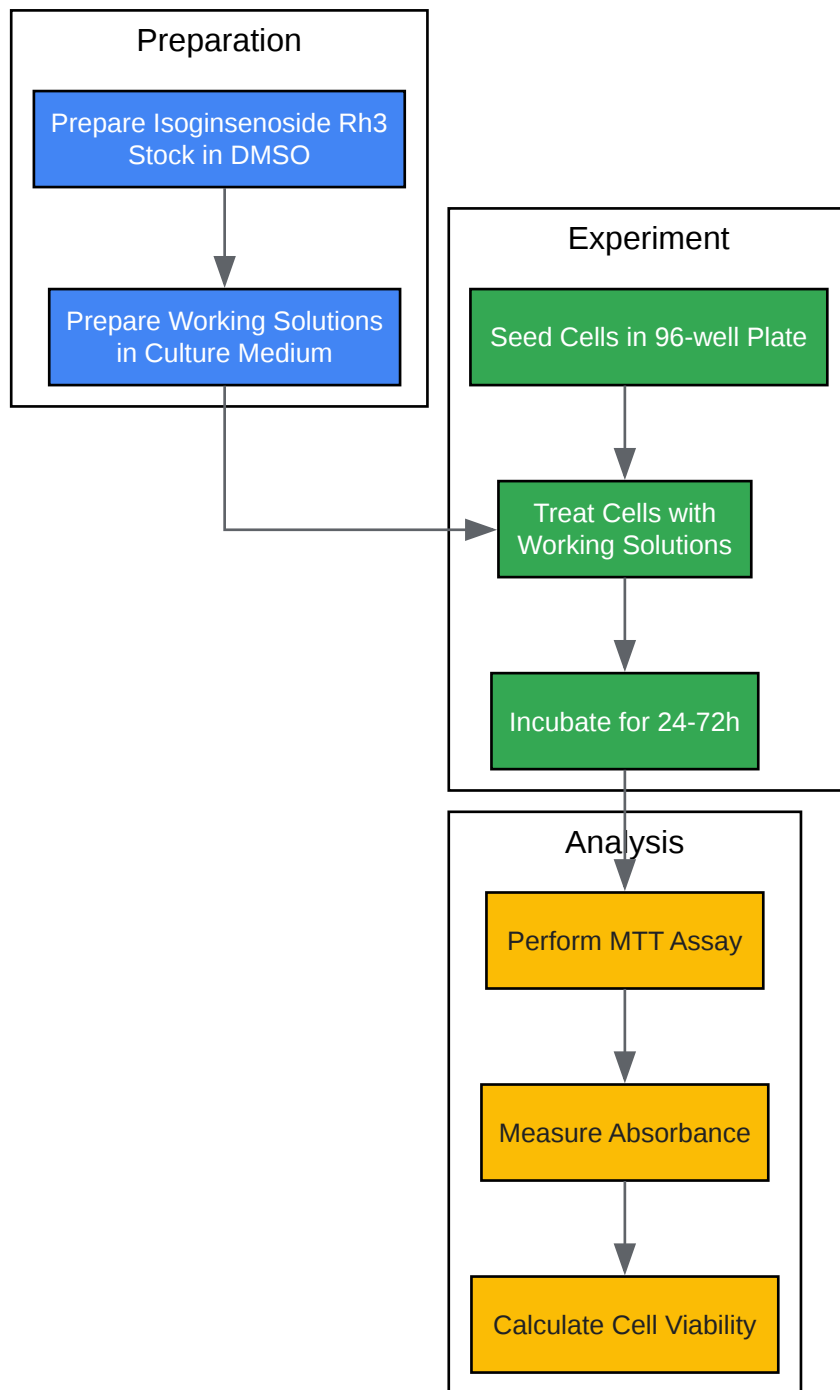 Preparation
Prepare Isoginsenoside Rh3
Stock in DMSO
Prepare Working Solutions
in Culture Medium
Experiment
Seed Cells in 96-well Plate
Treat Cells with
Working Solutions
Incubate for 24-72h
Analysis
Perform MTT Assay
Measure Absorbance
Calculate Cell Viability